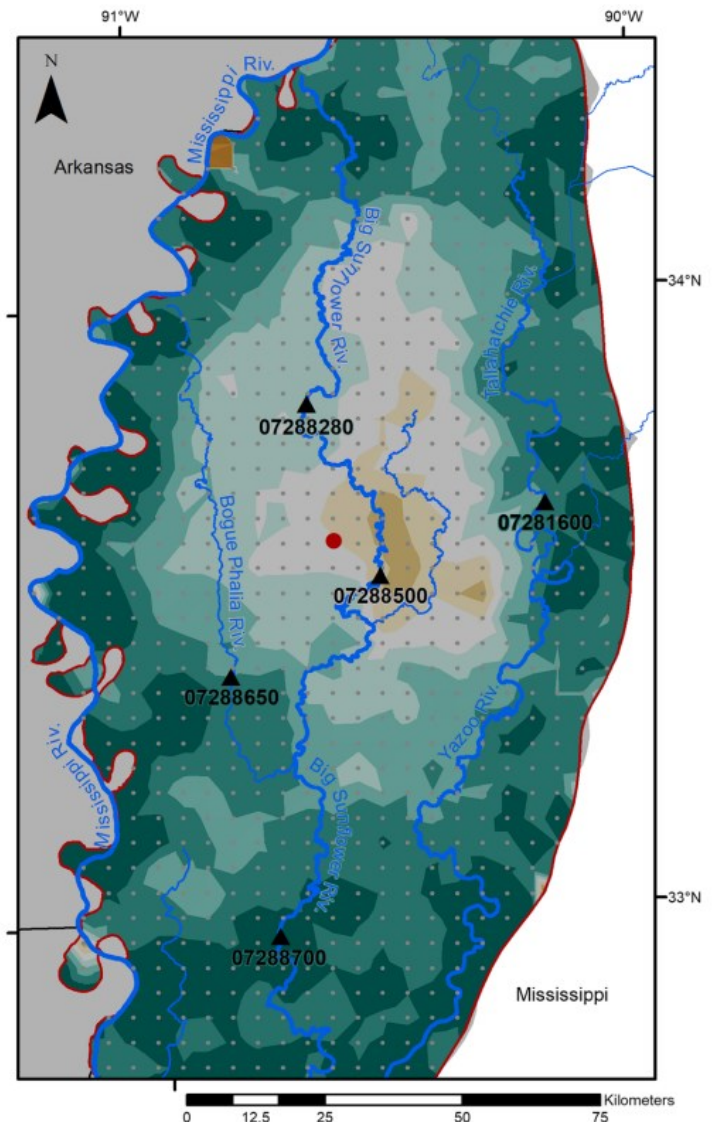 91°W
90°W
N
Mississippi Riv.
Arkansas
Big Sunflower Riv.
34°N
Tallahatchie Riv.
07288280
07281600
Bogue Phalia Riv.
07288500
07288650
Yazoo Riv.
Mississippi Riv.
Big Sunflower Riv.
33°N
07288700
Mississippi
Kilometers
0 12.5 25 50 75